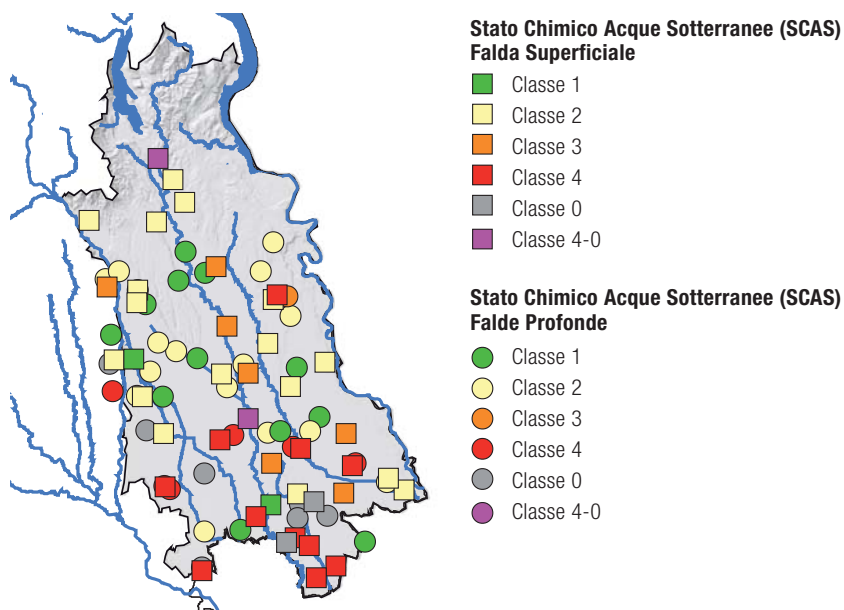 Stato Chimico Acque Sotterranee (SCAS)
Falda Superficiale
Classe 1
Classe 2
Classe 3
Classe 4
Classe 0
Classe 4-0
Stato Chimico Acque Sotterranee (SCAS)
Falde Profonde
Classe 1
Classe 2
Classe 3
Classe 4
Classe 0
Classe 4-0